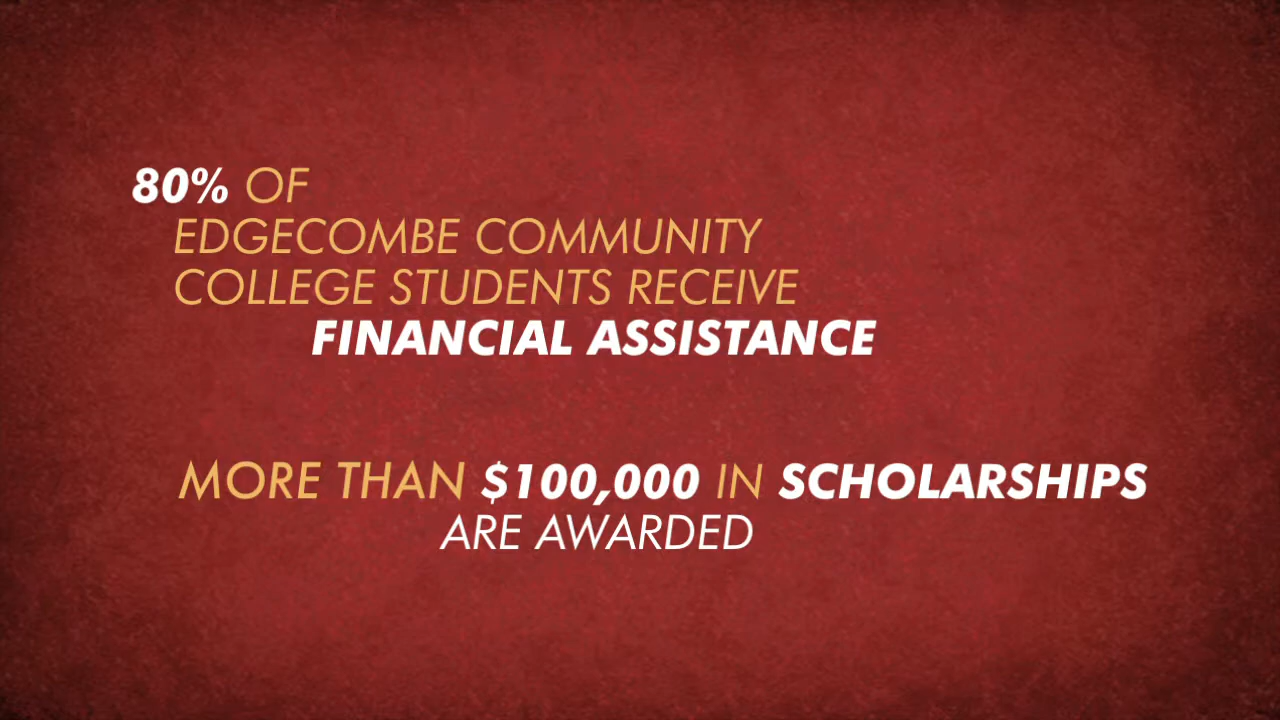 80% OF
EDGECOMBE COMMUNITY
COLLEGE STUDENTS RECEIVE
FINANCIAL ASSISTANCE
MORE THAN $100,000 IN SCHOLARSHIPS
ARE AWARDED